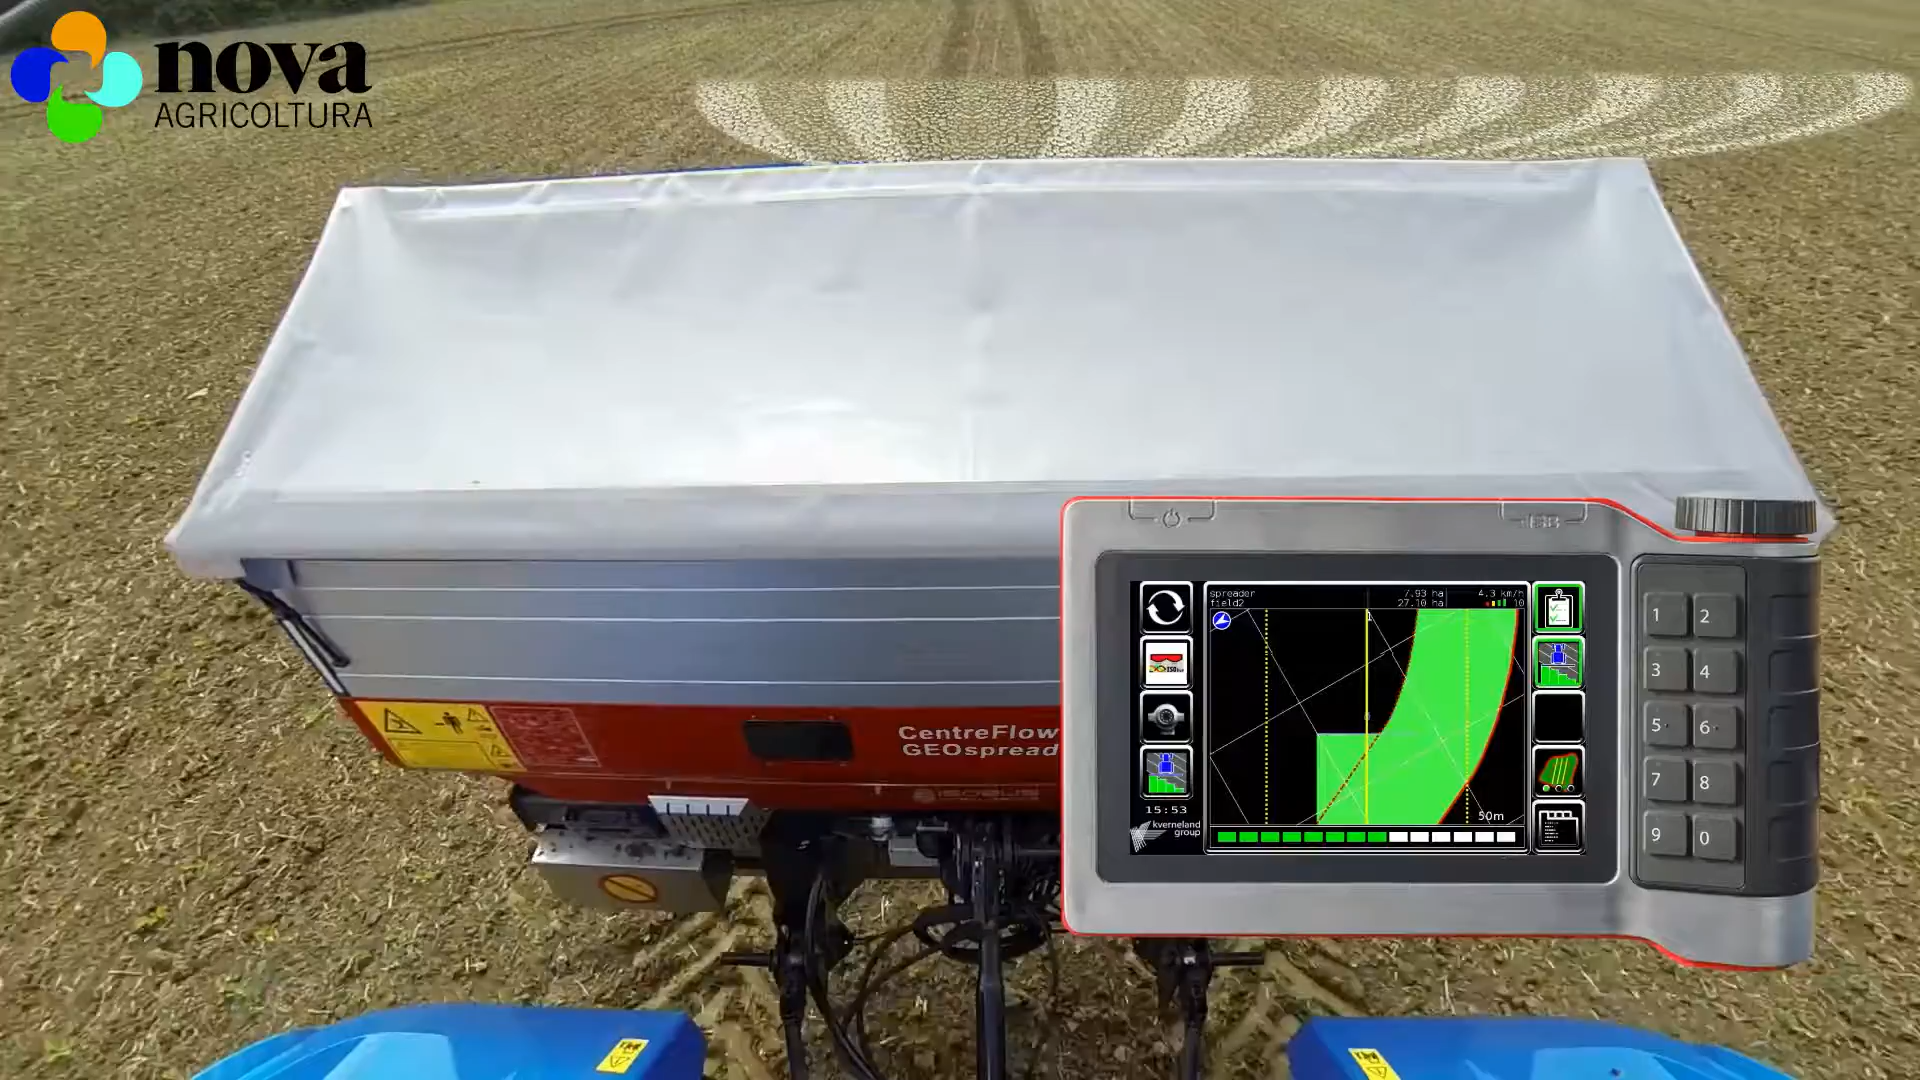 nova
AGRICOLTURA
CentreFlow
GEOspread
ISOBUS
spreader
field2
7.93 ha
27.10 ha
4.3 km/h
10
50m
15:53
kverneland
group
1 2
3 4
5 6
7 8
9 0